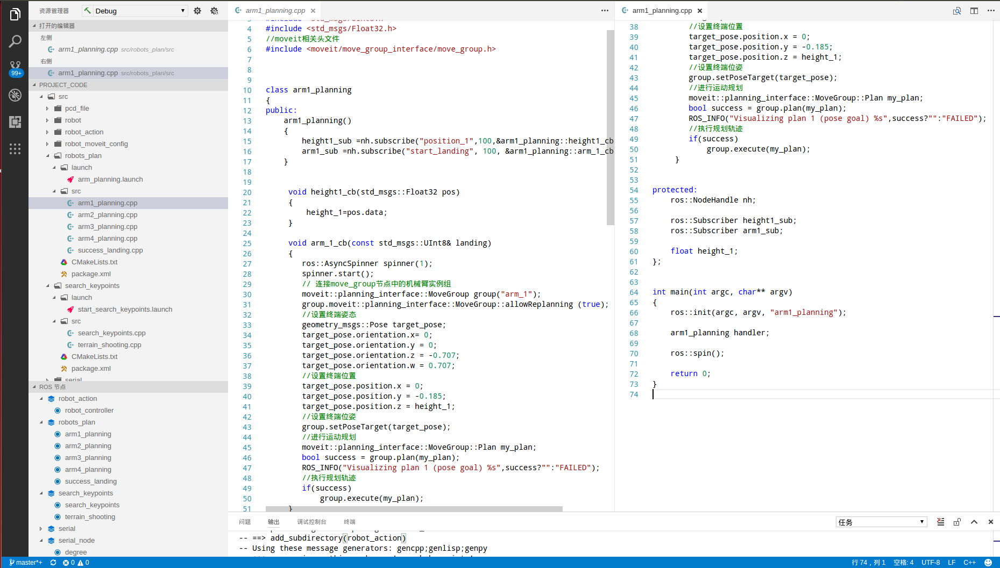 资源管理器
Debug
打开的编辑器
左侧
arm1_planning.cpp src/robots_plan/src
右侧
arm1_planning.cpp src/robots_plan/src
99+
PROJECT_CODE
src
pcd_file
robot
robot_action
robot_moveit_config
robots_plan
launch
arm_planning.launch
src
arm1_planning.cpp
arm2_planning.cpp
arm3_planning.cpp
arm4_planning.cpp
success_landing.cpp
CMakeLists.txt
package.xml
search_keypoints
launch
start_search_keypoints.launch
src
search_keypoints.cpp
terrain_shooting.cpp
CMakeLists.txt
package.xml
serial
ROS 节点
robot_action
robot_controller
robots_plan
arm1_planning
arm2_planning
arm3_planning
arm4_planning
success_landing
search_keypoints
search_keypoints
terrain_shooting
serial
serial_node
degree
arm1_planning.cpp
4 #include <std_msgs/Float32.h>
5 //moveit相关头文件
6 #include <moveit/move_group_interface/move_group.h>
7
8
9
10 class arm1_planning
11 {
12 public:
13 arm1_planning()
14 {
15 height1_sub =nh.subscribe("position_1",100,&arm1_planning::height1_cb
16 arm1_sub =nh.subscribe("start_landing", 100, &arm1_planning::arm_1_cb
17 }
18
19
20 void height1_cb(std_msgs::Float32 pos)
21 {
22 height_1=pos.data;
23 }
24
25 void arm_1_cb(const std_msgs::UInt8& landing)
26 {
27 ros::AsyncSpinner spinner(1);
28 spinner.start();
29 // 连接move_group节点中的机械臂实例组
30 moveit::planning_interface::MoveGroup group("arm_1");
31 group.moveit::planning_interface::MoveGroup::allowReplanning (true);
32 //设置终端姿态
33 geometry_msgs::Pose target_pose;
34 target_pose.orientation.x= 0;
35 target_pose.orientation.y = 0;
36 target_pose.orientation.z = -0.707;
37 target_pose.orientation.w = 0.707;
38 //设置终端位置
39 target_pose.position.x = 0;
40 target_pose.position.y = -0.185;
41 target_pose.position.z = height_1;
42 //设置终端位姿
43 group.setPoseTarget(target_pose);
44 //进行运动规划
45 moveit::planning_interface::MoveGroup::Plan my_plan;
46 bool success = group.plan(my_plan);
47 ROS_INFO("Visualizing plan 1 (pose goal) %s",success?"":"FAILED");
48 //执行规划轨迹
49 if(success)
50 group.execute(my_plan);
51 }
arm1_planning.cpp
38 //设置终端位置
39 target_pose.position.x = 0;
40 target_pose.position.y = -0.185;
41 target_pose.position.z = height_1;
42 //设置终端位姿
43 group.setPoseTarget(target_pose);
44 //进行运动规划
45 moveit::planning_interface::MoveGroup::Plan my_plan;
46 bool success = group.plan(my_plan);
47 ROS_INFO("Visualizing plan 1 (pose goal) %s",success?"":"FAILED");
48 //执行规划轨迹
49 if(success)
50 group.execute(my_plan);
51 }
52
53
54 protected:
55 ros::NodeHandle nh;
56
57 ros::Subscriber height1_sub;
58 ros::Subscriber arm1_sub;
59
60 float height_1;
61 };
62
63
64 int main(int argc, char** argv)
65 {
66 ros::init(argc, argv, "arm1_planning");
67
68 arm1_planning handler;
69
70 ros::spin();
71
72 return 0;
73 }
74
问题 输出 调试控制台 终端 任务
-- ==> add_subdirectory(robot_action)
-- Using these message generators: gencpp;genlisp;genpy
master*+ 0 0 行 74，列 1 空格: 4 UTF-8 LF C++